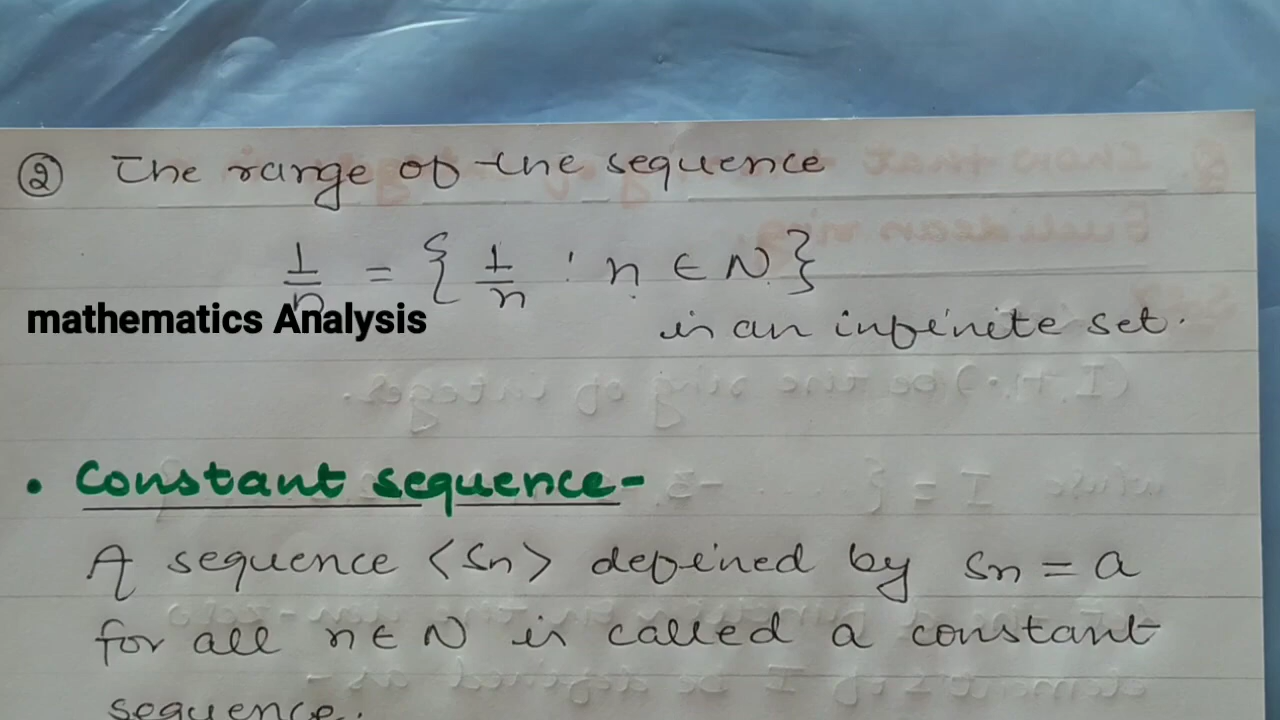 ② The range of the sequence
1/n = { 1/n : n ∈ N }
mathematics Analysis
is an infinite set.
• Constant sequence-
A sequence <Sn> defined by Sn = a
for all n ∈ N is called a constant
sequence.